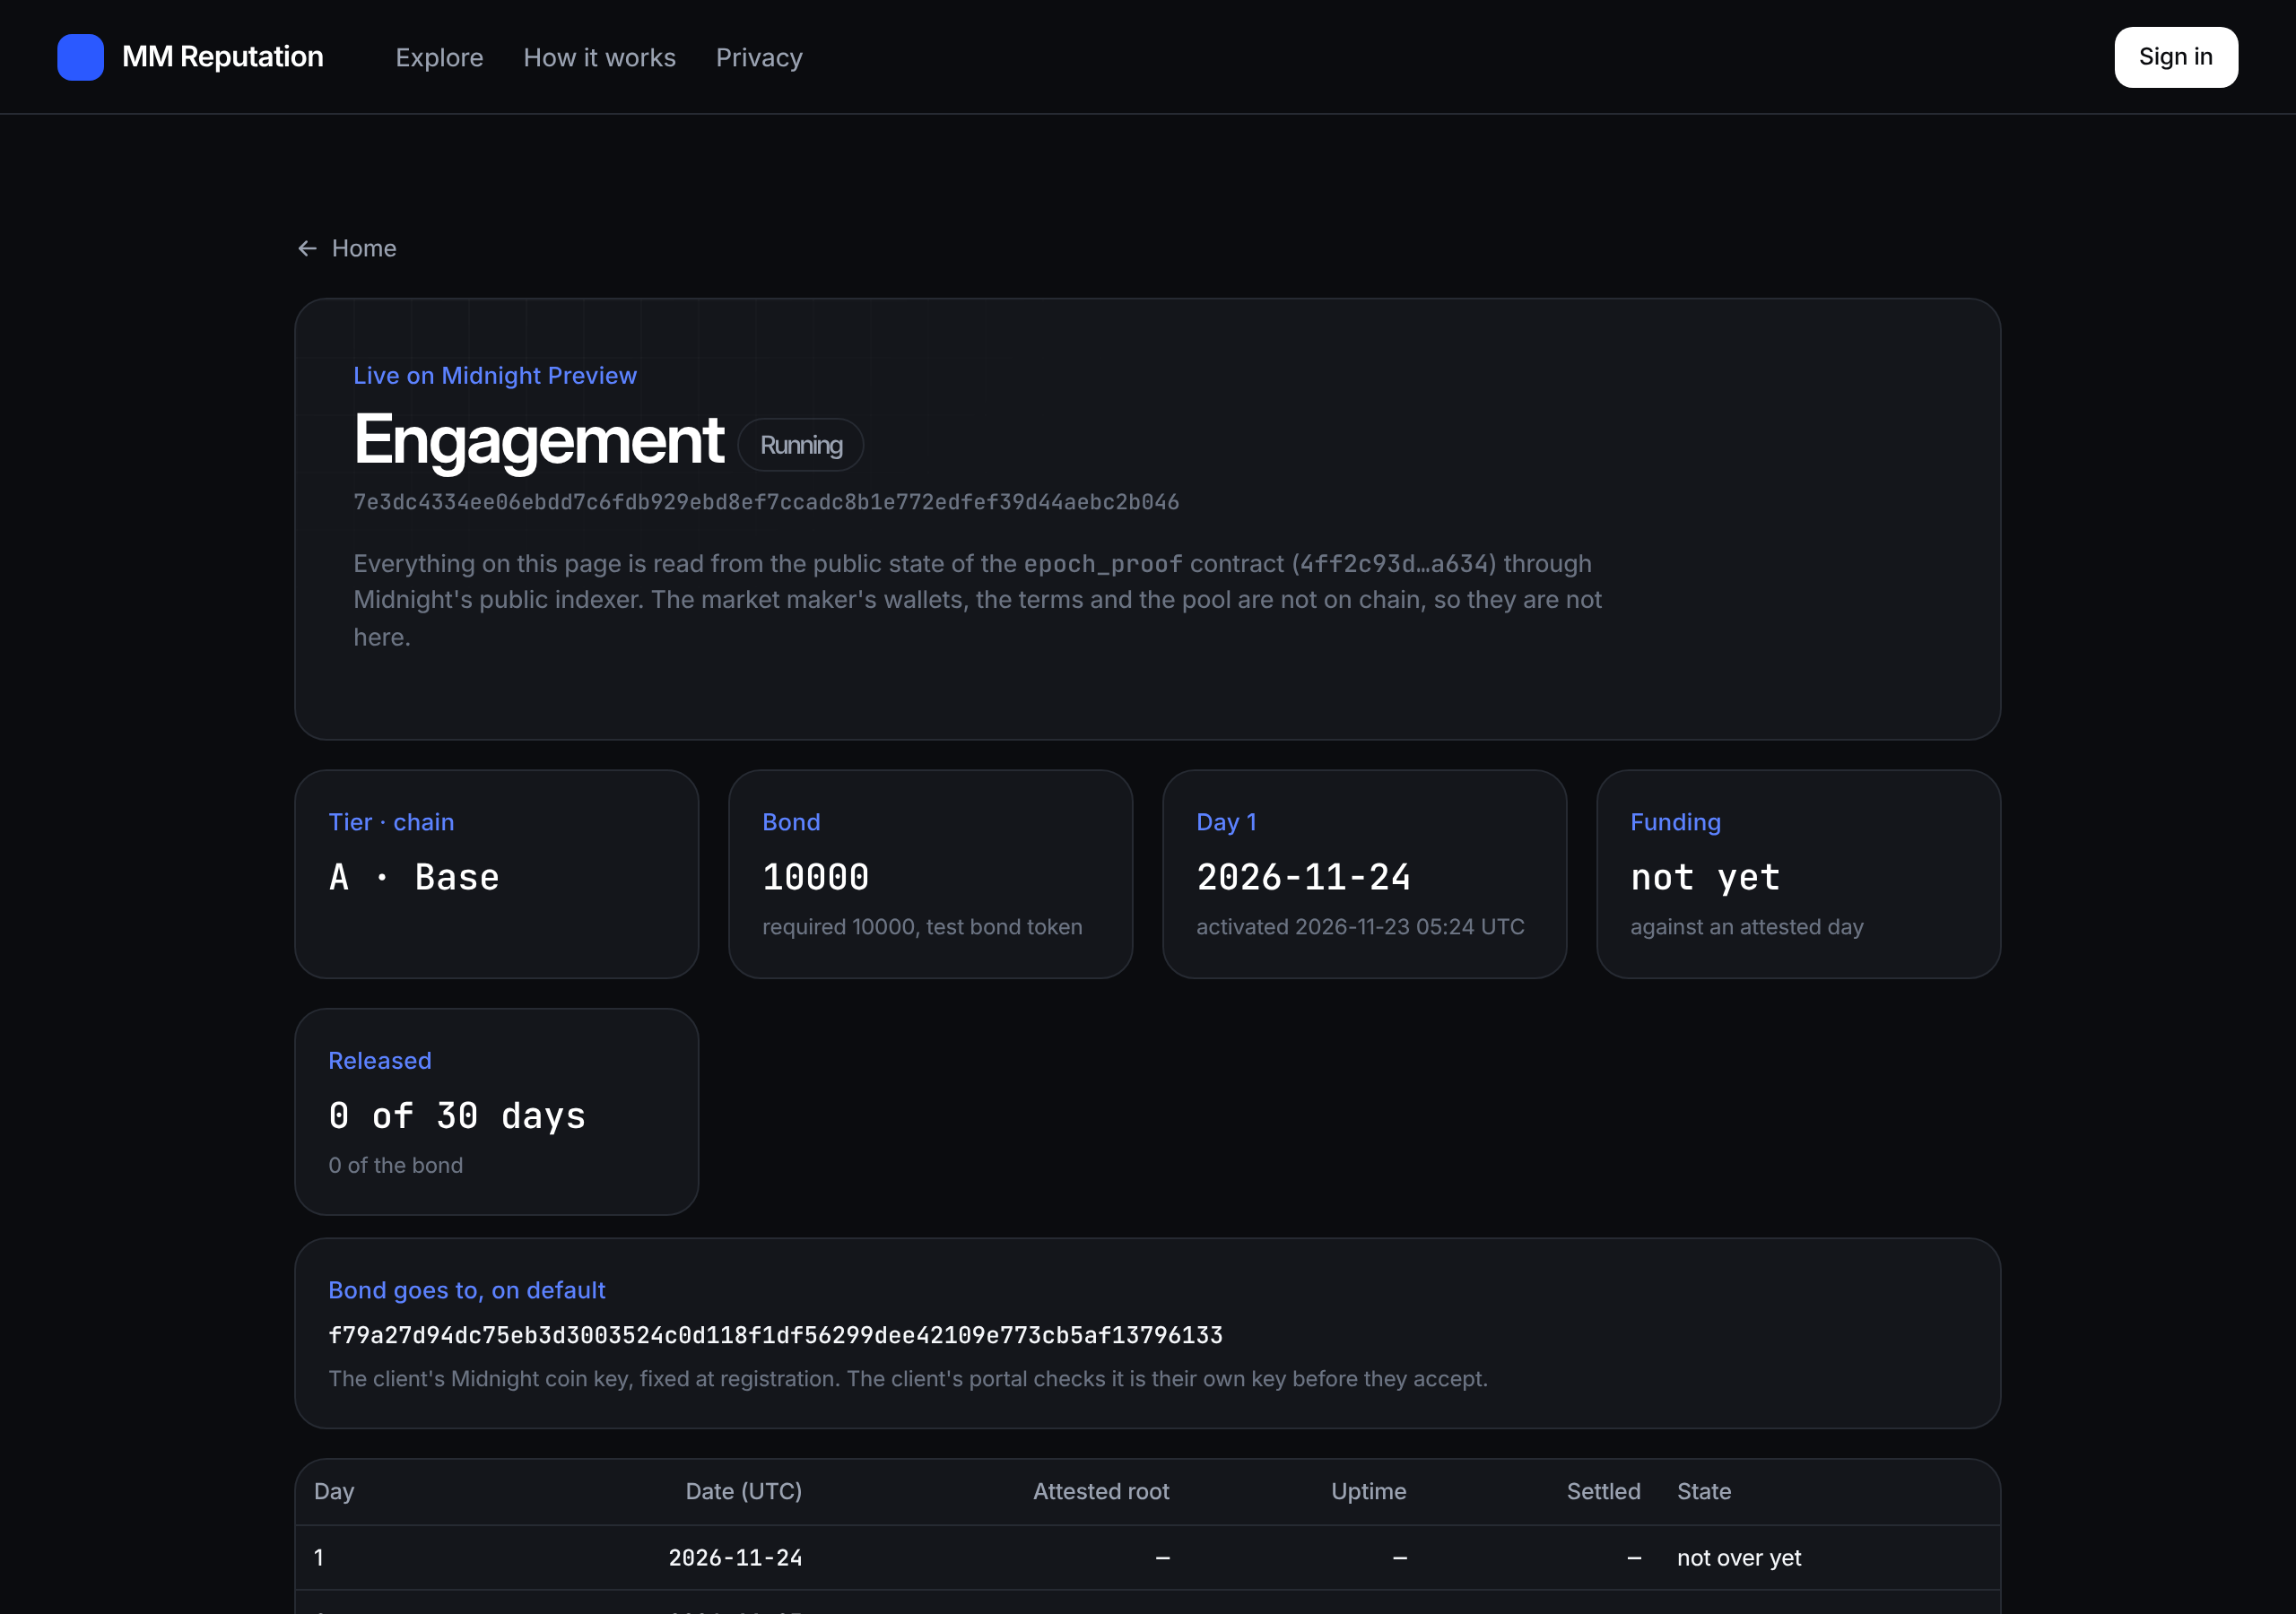 MM Reputation
Explore
How it works
Privacy
Sign in
← Home
Live on Midnight Preview
Engagement Running
7e3dc4334ee06ebdd7c6fdb929ebd8ef7ccadc8b1e772edfef39d44aebc2b046
Everything on this page is read from the public state of the epoch_proof contract (4ff2c93d…a634) through
Midnight's public indexer. The market maker's wallets, the terms and the pool are not on chain, so they are not
here.
Tier · chain
A · Base
Bond
10000
required 10000, test bond token
Day 1
2026-11-24
activated 2026-11-23 05:24 UTC
Funding
not yet
against an attested day
Released
0 of 30 days
0 of the bond
Bond goes to, on default
f79a27d94dc75eb3d3003524c0d118f1df56299dee42109e773cb5af13796133
The client's Midnight coin key, fixed at registration. The client's portal checks it is their own key before they accept.
Day Date (UTC) Attested root Uptime Settled State
1 2026-11-24 — — — not over yet